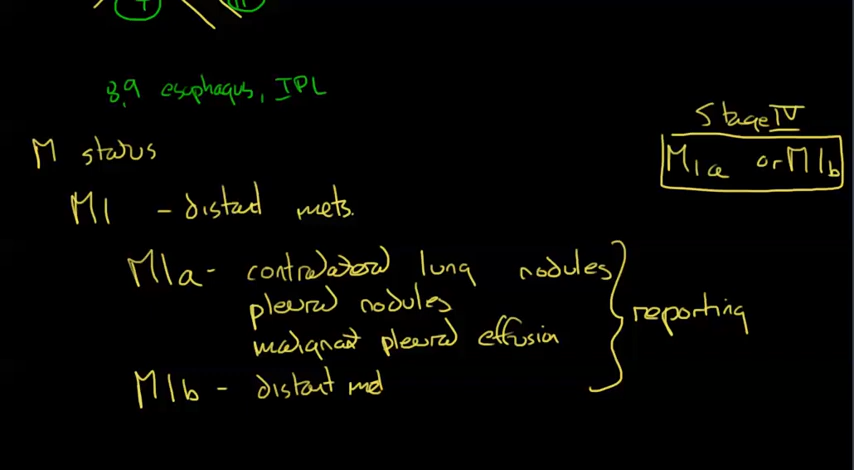 8,9 esophagus, IPL
Stage IV
M1a or M1b
M status
M1 - distant mets.
M1a - contralateral lung nodules
pleural nodules
malignant pleural effusion
reporting
M1b - distant met